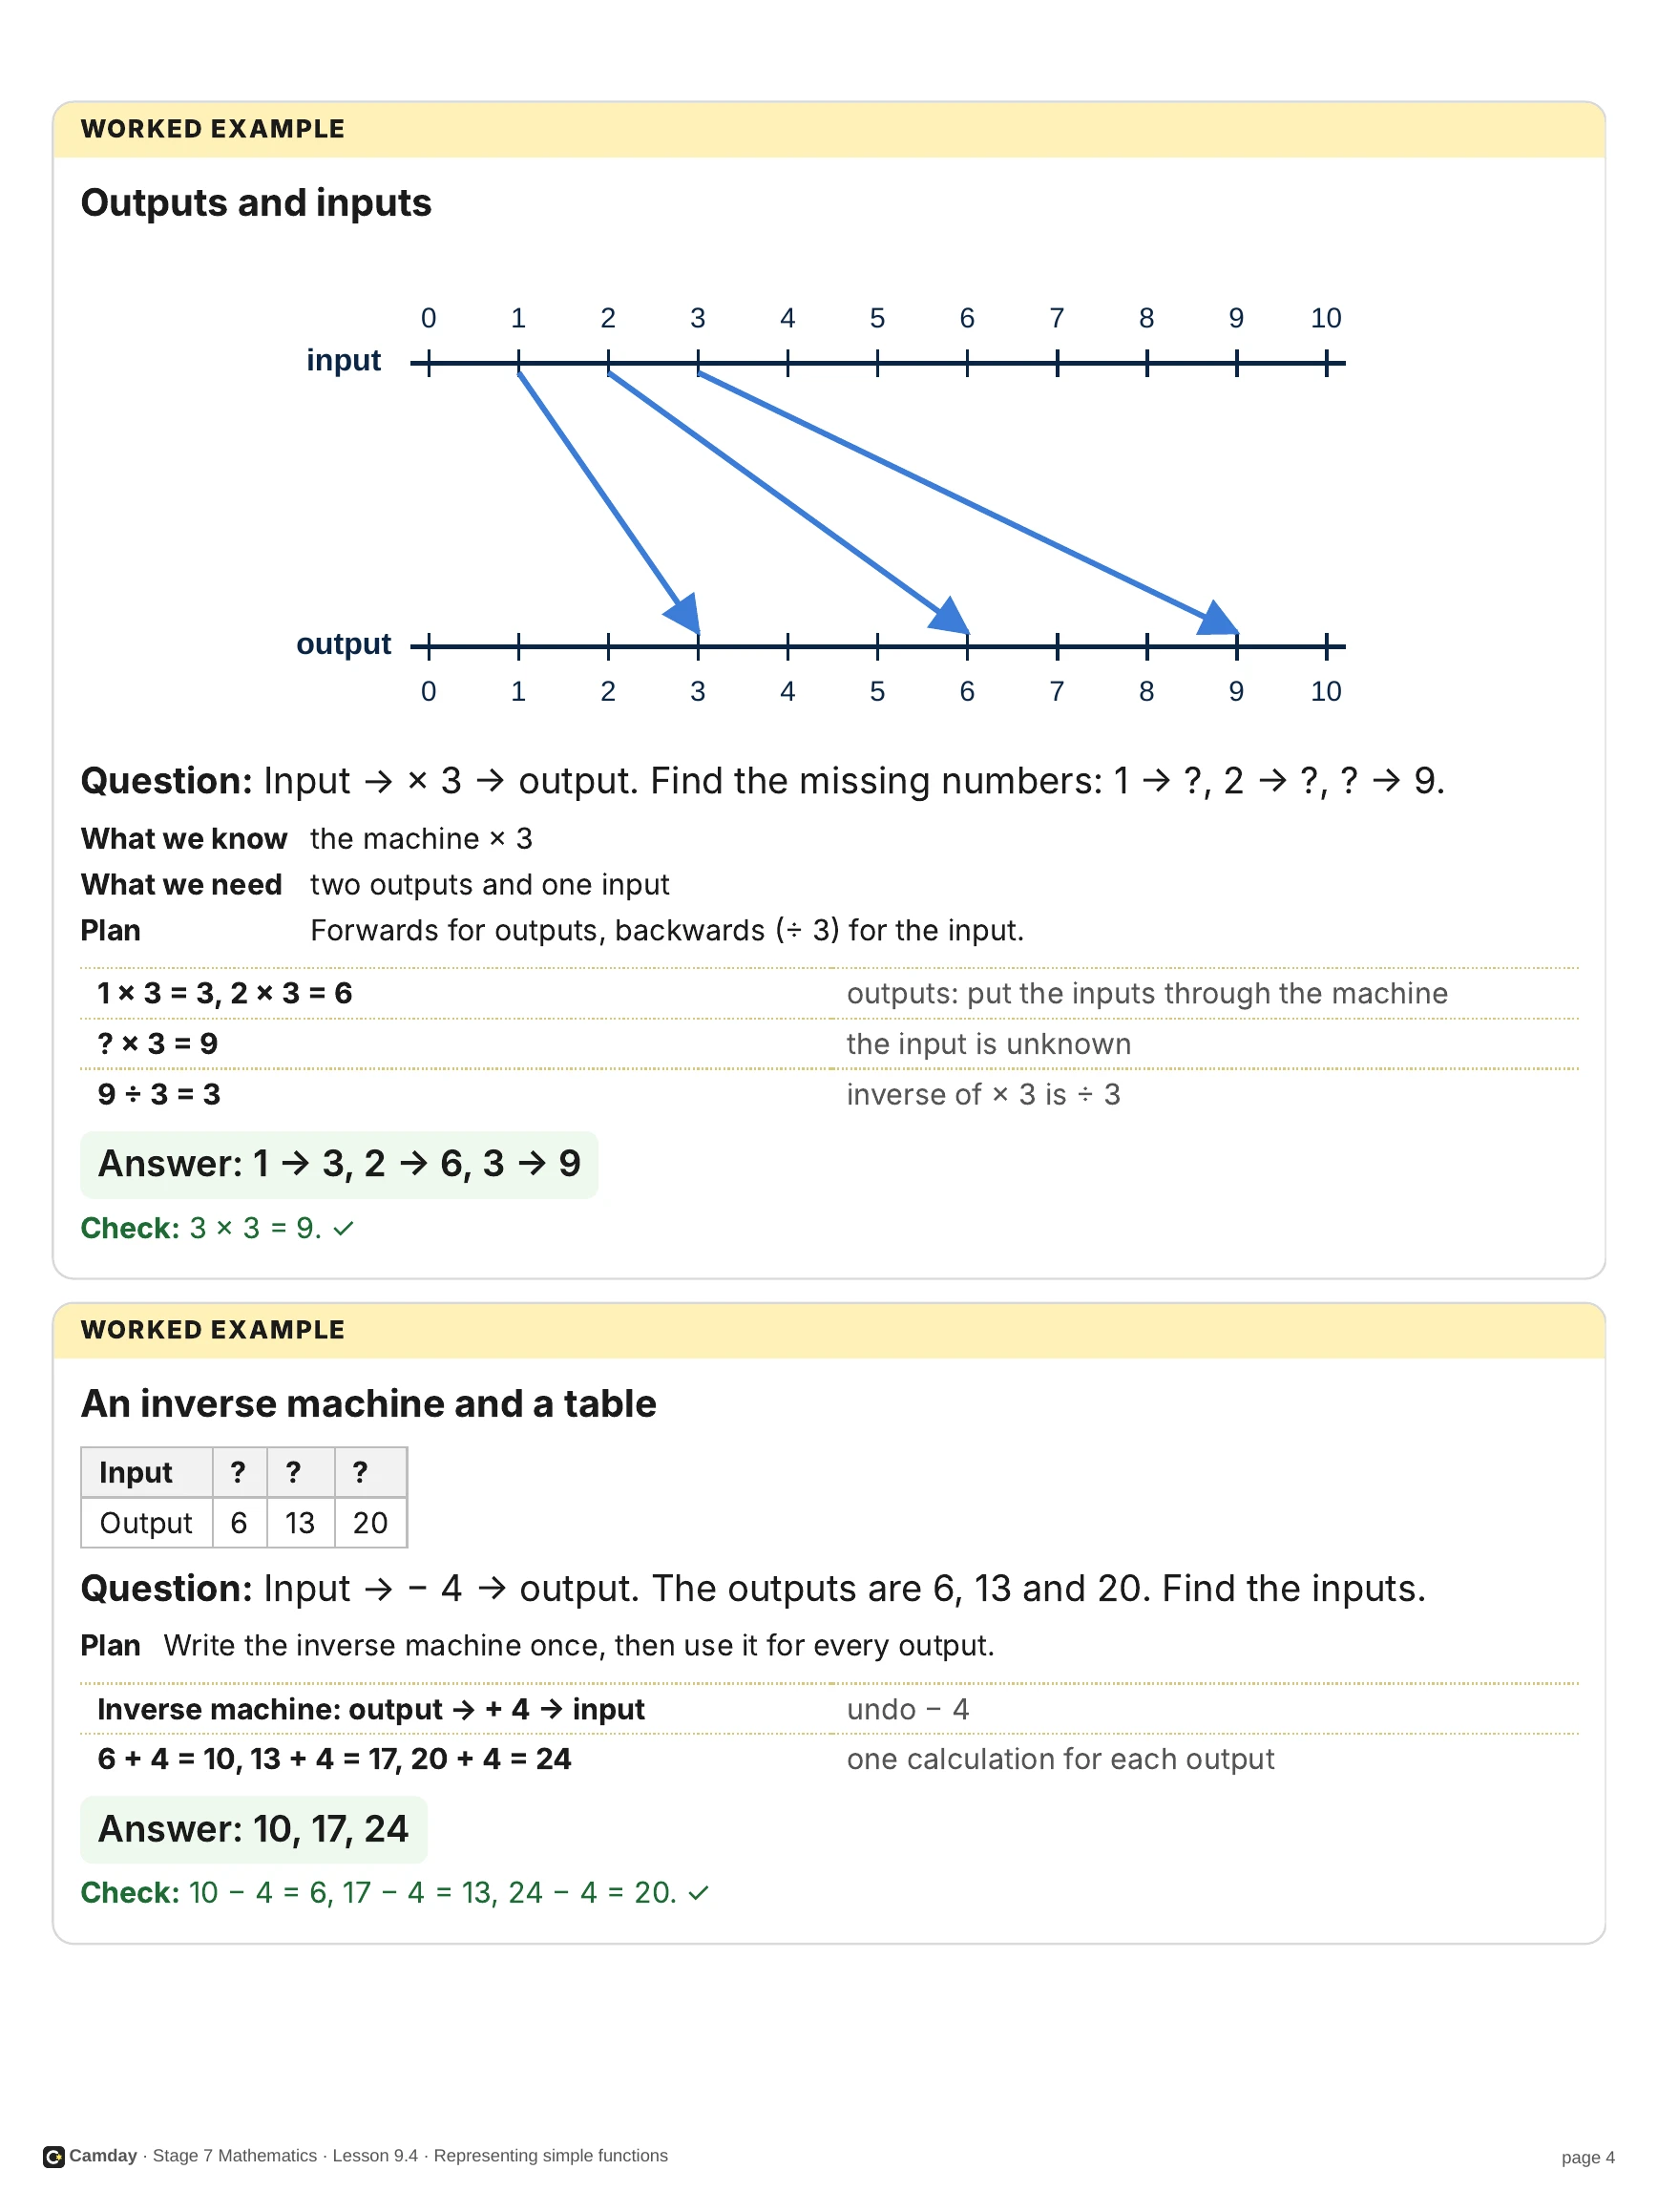 WORKED EXAMPLE
Outputs and inputs
0 1 2 3 4 5 6 7 8 9 10
input
output
0 1 2 3 4 5 6 7 8 9 10
Question: Input → × 3 → output. Find the missing numbers: 1 → ?, 2 → ?, ? → 9.
What we know the machine × 3
What we need two outputs and one input
Plan Forwards for outputs, backwards (÷ 3) for the input.
1 × 3 = 3, 2 × 3 = 6 outputs: put the inputs through the machine
? × 3 = 9 the input is unknown
9 ÷ 3 = 3 inverse of × 3 is ÷ 3
Answer: 1 → 3, 2 → 6, 3 → 9
Check: 3 × 3 = 9. ✓
WORKED EXAMPLE
An inverse machine and a table
Input ? ? ?
Output 6 13 20
Question: Input → − 4 → output. The outputs are 6, 13 and 20. Find the inputs.
Plan Write the inverse machine once, then use it for every output.
Inverse machine: output → + 4 → input undo − 4
6 + 4 = 10, 13 + 4 = 17, 20 + 4 = 24 one calculation for each output
Answer: 10, 17, 24
Check: 10 − 4 = 6, 17 − 4 = 13, 24 − 4 = 20. ✓
Camday · Stage 7 Mathematics · Lesson 9.4 · Representing simple functions page 4